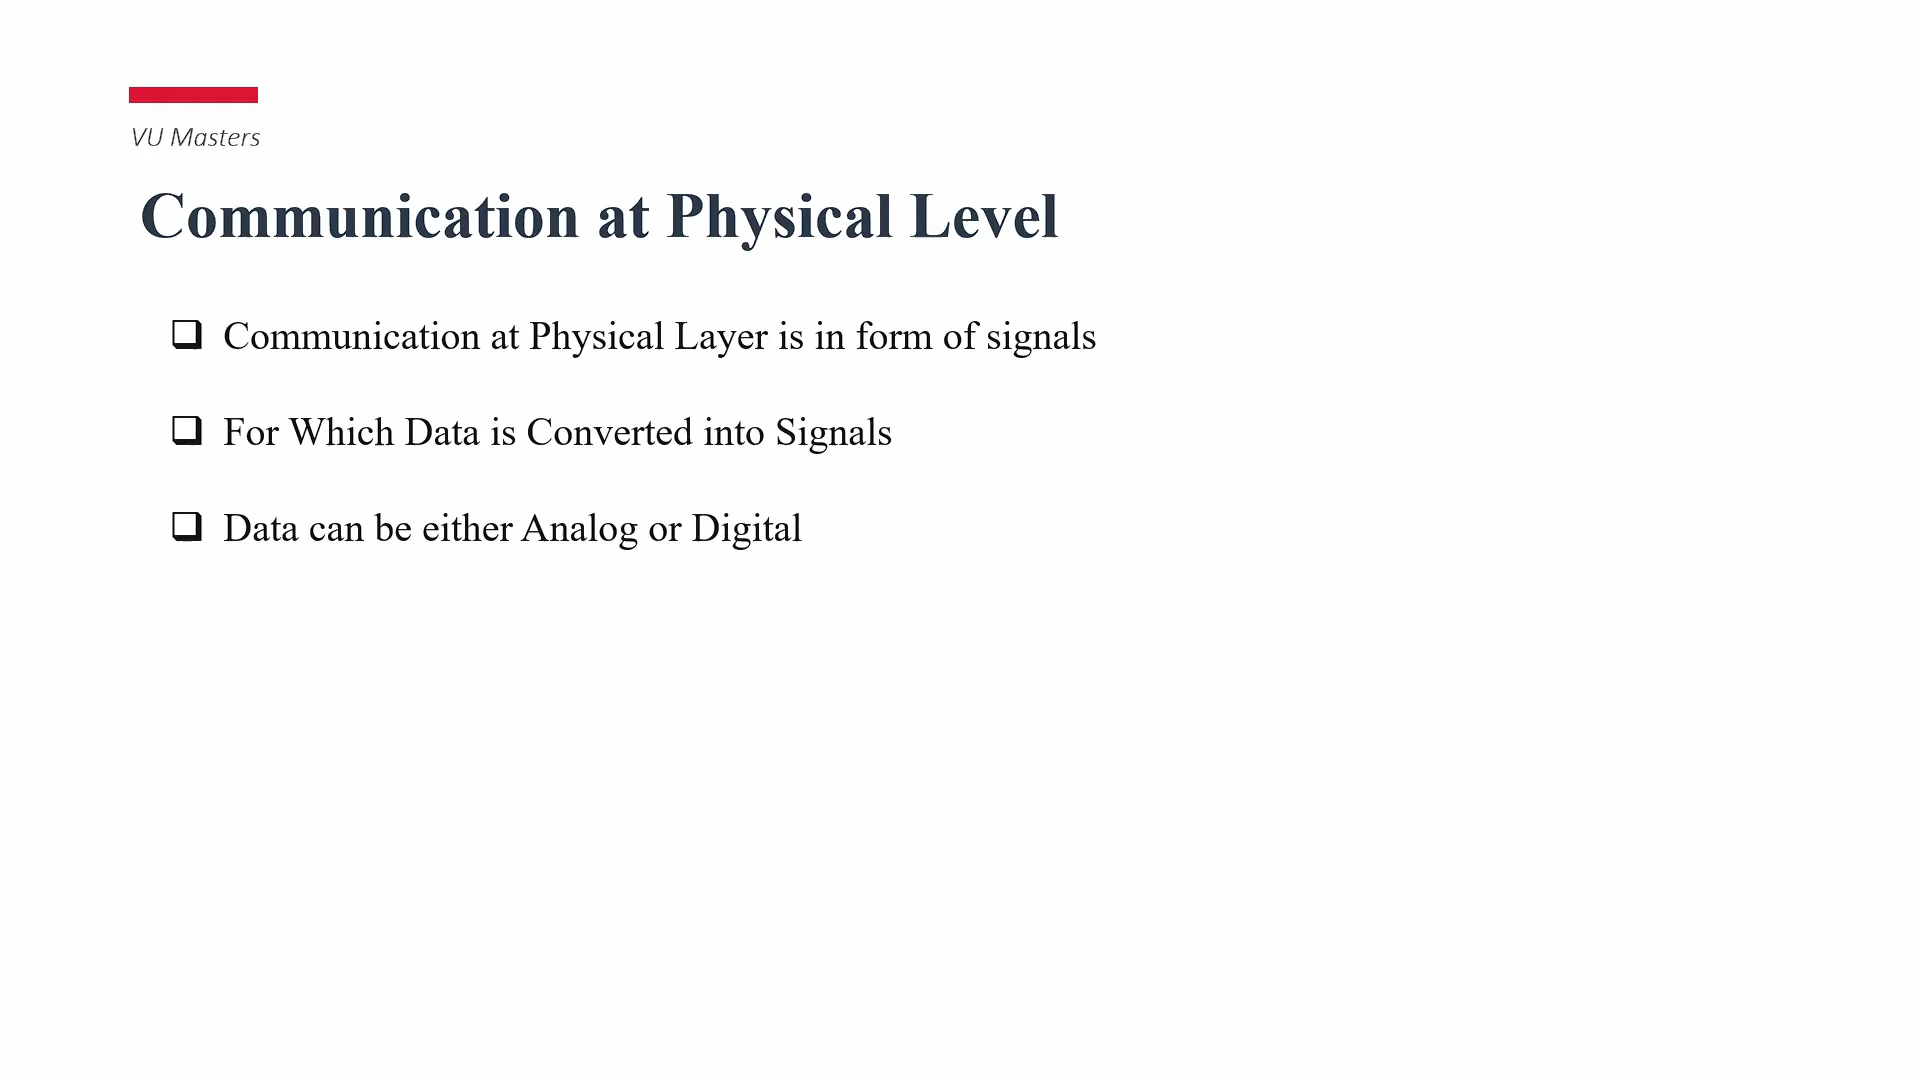 VU Masters
Communication at Physical Level
❑ Communication at Physical Layer is in form of signals
❑ For Which Data is Converted into Signals
❑ Data can be either Analog or Digital